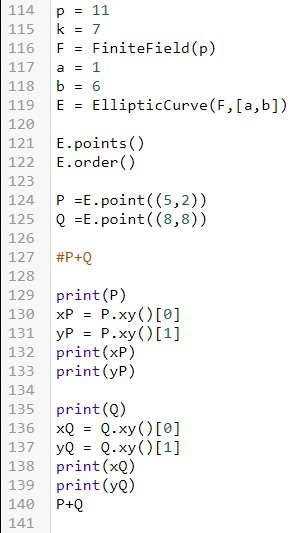 114 p = 11
115 k = 7
116 F = FiniteField(p)
117 a = 1
118 b = 6
119 E = EllipticCurve(F,[a,b])
120
121 E.points()
122 E.order()
123
124 P =E.point((5,2))
125 Q =E.point((8,8))
126
127 #P+Q
128
129 print(P)
130 xP = P.xy()[0]
131 yP = P.xy()[1]
132 print(xP)
133 print(yP)
134
135 print(Q)
136 xQ = Q.xy()[0]
137 yQ = Q.xy()[1]
138 print(xQ)
139 print(yQ)
140 P+Q
141